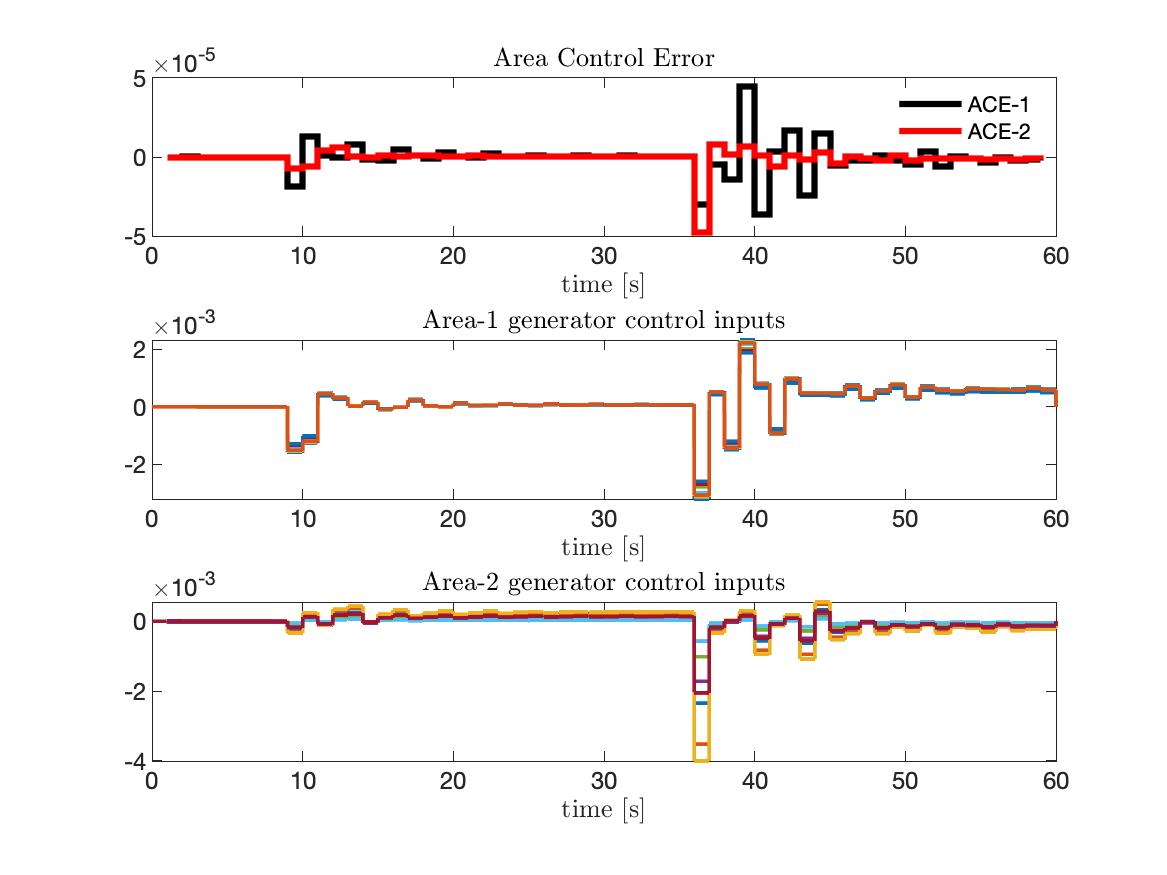 ×10-5
Area Control Error
5
ACE-1
ACE-2
0
-5
0 10 20 30 40 50 60
time [s]
×10-3
Area-1 generator control inputs
2
0
-2
0 10 20 30 40 50 60
time [s]
×10-3
Area-2 generator control inputs
0
-2
-4
0 10 20 30 40 50 60
time [s]